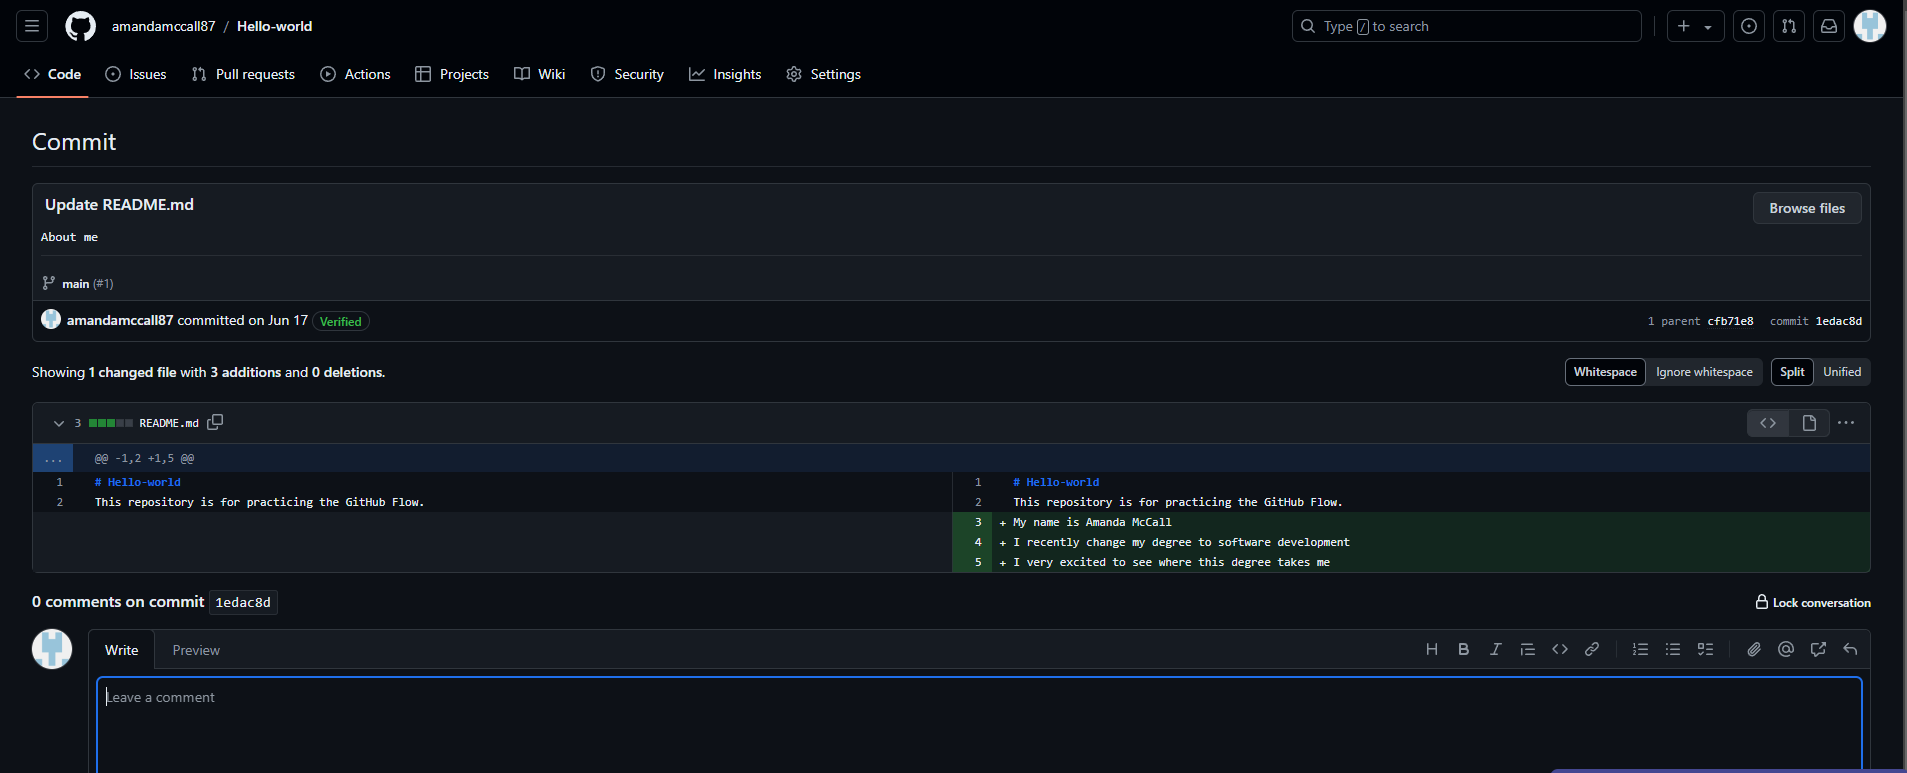 amandamccall87 / Hello-world
Type / to search
Code Issues Pull requests Actions Projects Wiki Security Insights Settings
Commit
Update README.md
Browse files
About me
main (#1)
amandamccall87 committed on Jun 17 Verified
1 parent cfb71e8 commit 1edac8d
Showing 1 changed file with 3 additions and 0 deletions.
Whitespace Ignore whitespace Split Unified
3 README.md
... @@ -1,2 +1,5 @@
1 # Hello-world
2 This repository is for practicing the GitHub Flow.
1 # Hello-world
2 This repository is for practicing the GitHub Flow.
3 + My name is Amanda McCall
4 + I recently change my degree to software development
5 + I very excited to see where this degree takes me
0 comments on commit 1edac8d
Lock conversation
Write Preview
Leave a comment